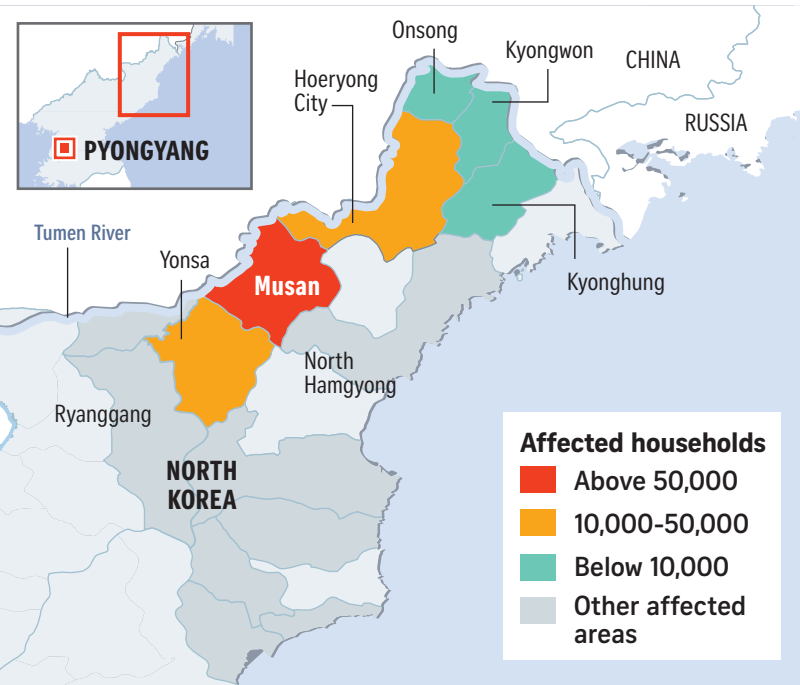 Onsong
Kyongwon
CHINA
Hoeryong
City
RUSSIA
PYONGYANG
Tumen River
Yonsa
Musan
Kyonghung
North
Hamgyong
Ryanggang
NORTH
KOREA
Affected households
Above 50,000
10,000-50,000
Below 10,000
Other affected
areas